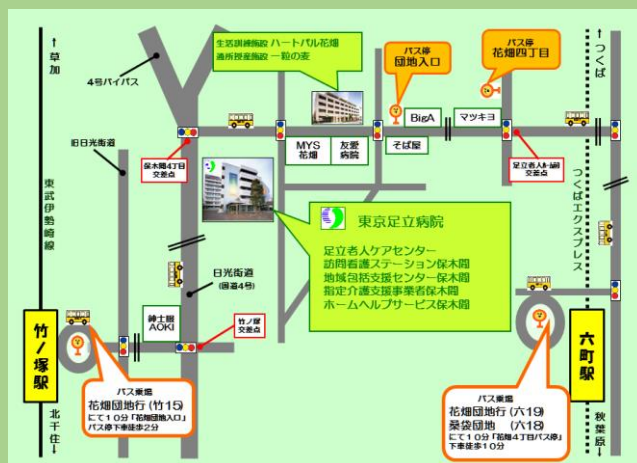 ↑草加
4号バイパス
旧日光街道
東武伊勢崎線
生活訓練施設 ハートパル花畑
通所授産施設 一粒の麦
バス停
団地入口
バス停
花畑四丁目
↑つくば
BigA
マツキヨ
MYS
花畑
友愛
病院
そば屋
保木間4丁目
交差点
つくばエクスプレス
東京足立病院
足立老人ケアセンター
訪問看護ステーション保木間
地域包括支援センター保木間
指定介護支援事業者保木間
ホームヘルプサービス保木間
日光街道
(国道4号)
紳士服
AOKI
竹ノ塚
交差点
竹ノ塚駅
六町駅
北千住↓
秋葉原↓
バス乗場
花畑団地行(竹15)
にて10分「花畑団地入口」
バス停下車徒歩2分
バス乗場
花畑団地行(六19)
桑袋団地 (六18)
にて10分「花畑4丁目バス停」
下車徒歩10分